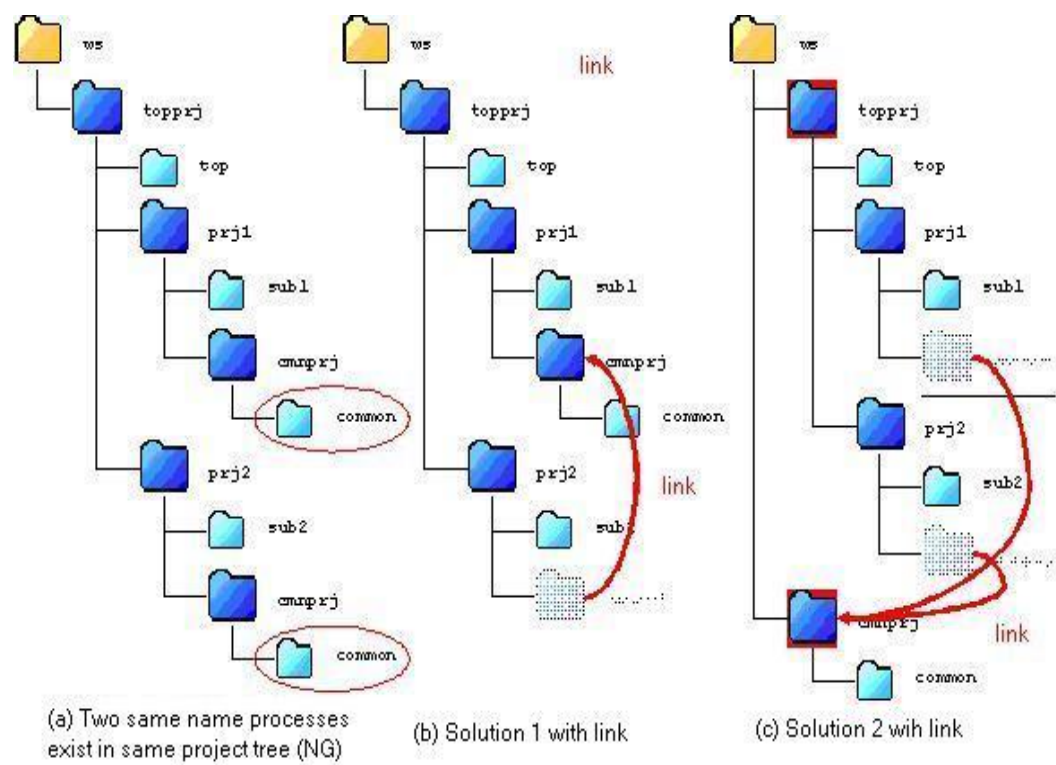 ws
topprj
top
prj1
sub1
cmnprj
common
prj2
sub2
cmnprj
common
(a) Two same name processes
exist in same project tree (NG)
ws
link
topprj
top
prj1
sub1
cmnprj
common
prj2
link
(b) Solution 1 with link
ws
topprj
top
prj1
sub1
prj2
sub2
cmnprj
link
common
(c) Solution 2 wih link